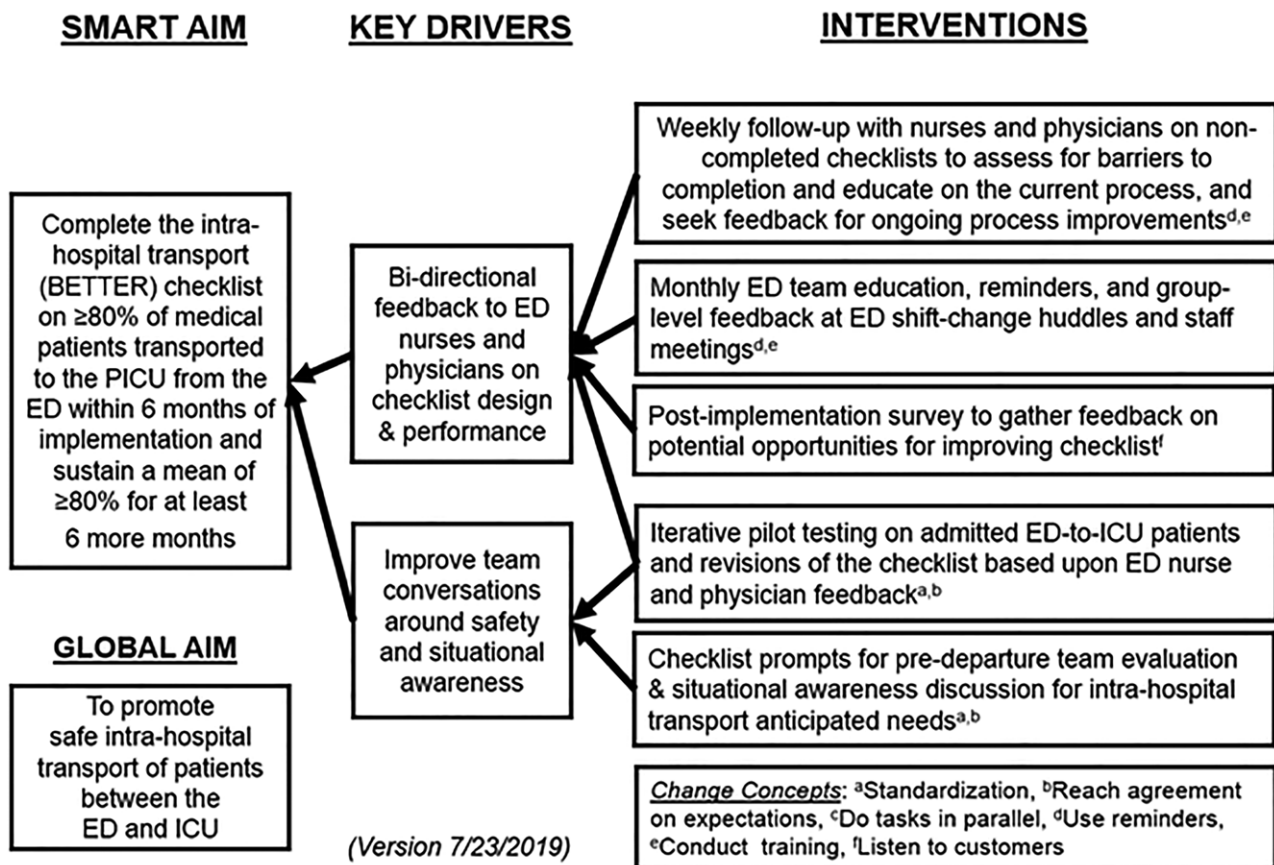 SMART AIM
Complete the intra-
hospital transport
(BETTER) checklist
on ≥80% of medical
patients transported
to the PICU from the
ED within 6 months of
implementation and
sustain a mean of
≥80% for at least
6 more months
GLOBAL AIM
To promote
safe intra-hospital
transport of patients
between the
ED and ICU
KEY DRIVERS
Bi-directional
feedback to ED
nurses and
physicians on
checklist design
& performance
Improve team
conversations
around safety
and situational
awareness
(Version 7/23/2019)
INTERVENTIONS
Weekly follow-up with nurses and physicians on non-
completed checklists to assess for barriers to
completion and educate on the current process, and
seek feedback for ongoing process improvements^d,e
Monthly ED team education, reminders, and group-
level feedback at ED shift-change huddles and staff
meetings^d,e
Post-implementation survey to gather feedback on
potential opportunities for improving checklist^f
Iterative pilot testing on admitted ED-to-ICU patients
and revisions of the checklist based upon ED nurse
and physician feedback^a,b
Checklist prompts for pre-departure team evaluation
& situational awareness discussion for intra-hospital
transport anticipated needs^a,b
Change Concepts: ^aStandardization, ^bReach agreement
on expectations, ^cDo tasks in parallel, ^dUse reminders,
^eConduct training, ^fListen to customers